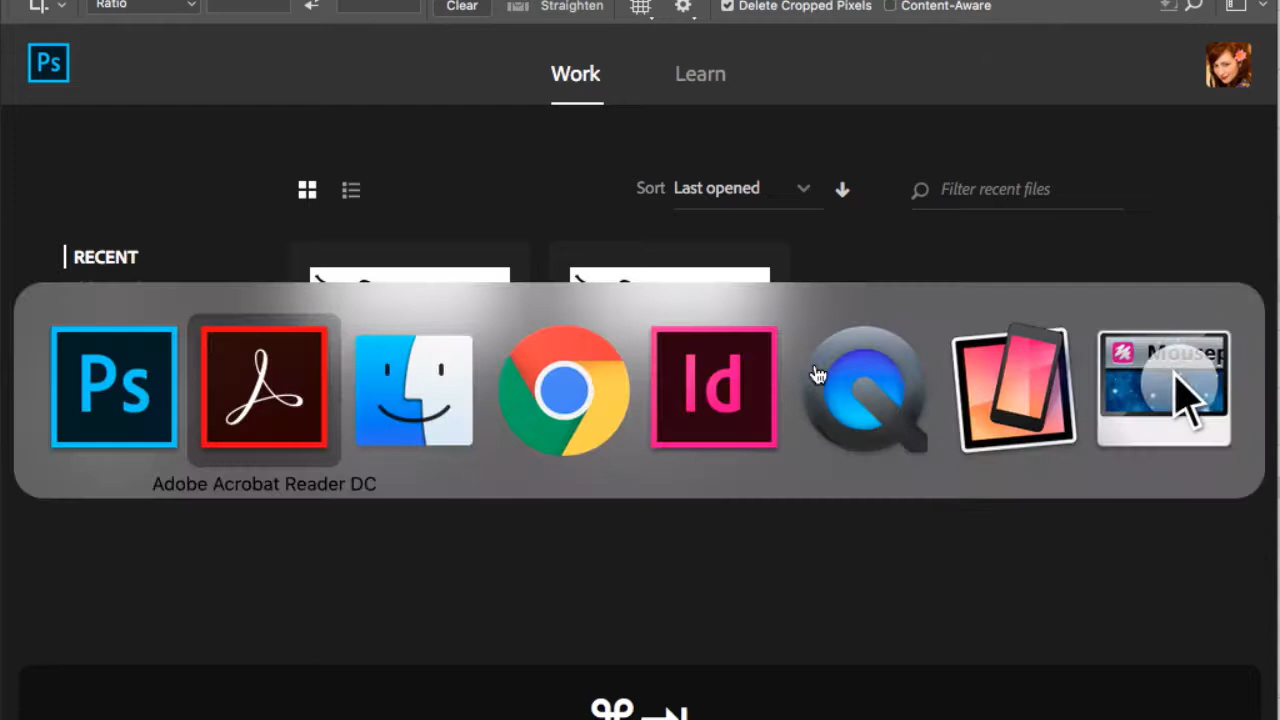 Ratio Clear Straighten Delete Cropped Pixels Content-Aware
Ps Work Learn
Sort Last opened Filter recent files
RECENT
Ps Id
Adobe Acrobat Reader DC
⌘